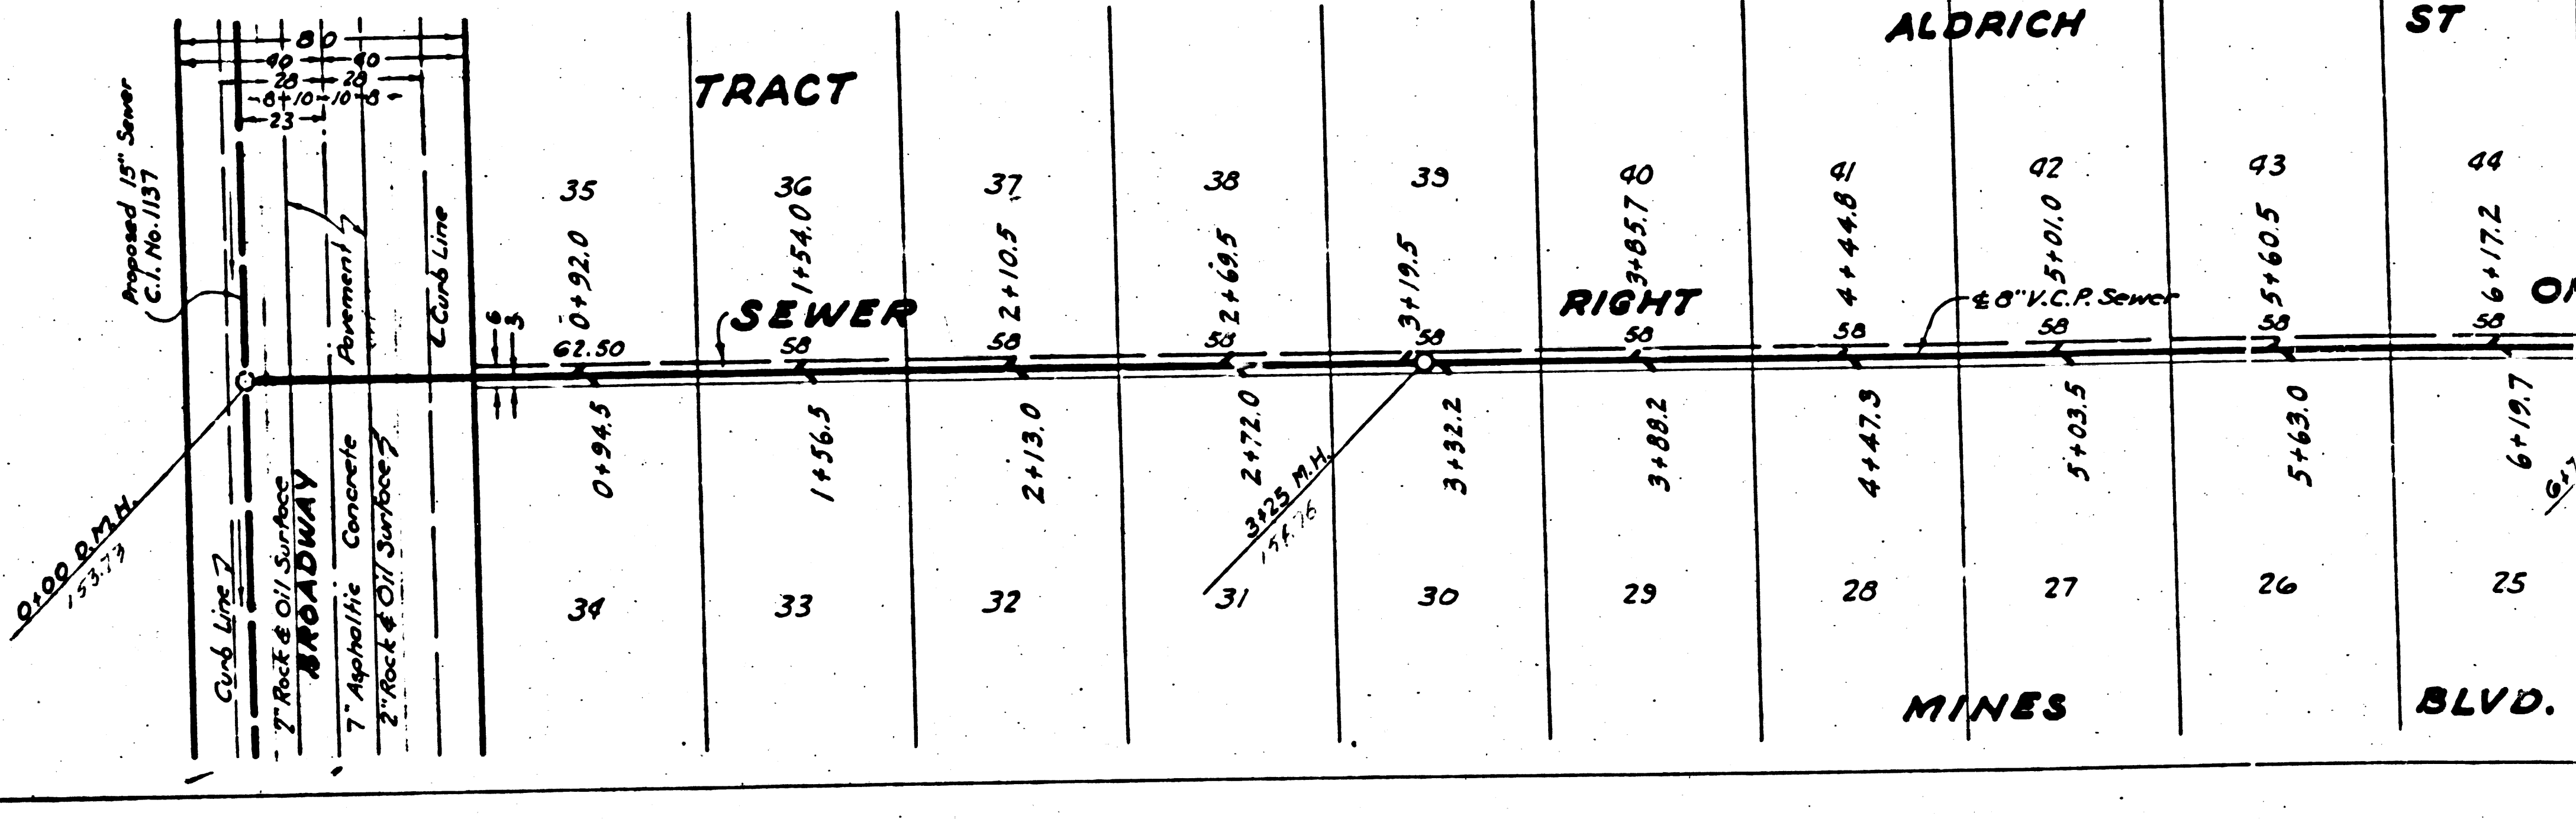 ALDRICH ST
80
40 40
28 28
8 10 10 8
23
TRACT
Proposed 15" Sewer
C.I. No. 1137
35 36 37 38 39 40 41 42 43 44
Pavement
Curb Line
6
3
0+92.0 1+54.0 2+10.5 2+69.5 3+19.5 3+85.7 4+44.8 5+01.0 5+60.5 6+17.2
SEWER RIGHT
℄ 8" V.C.P. Sewer
62.50 58 58 58 58 58 58 58 58 58
0+94.5 1+56.5 2+13.0 2+72.0 3+32.2 3+88.2 4+47.3 5+03.5 5+63.0 6+19.7
0+00 D.M.H.
153.73
3+25 M.H.
Curb Line
2" Rock & Oil Surface
BROADWAY
7" Asphaltic Concrete
2" Rock & Oil Surface
34 33 32 31 30 29 28 27 26 25
MINES BLVD.